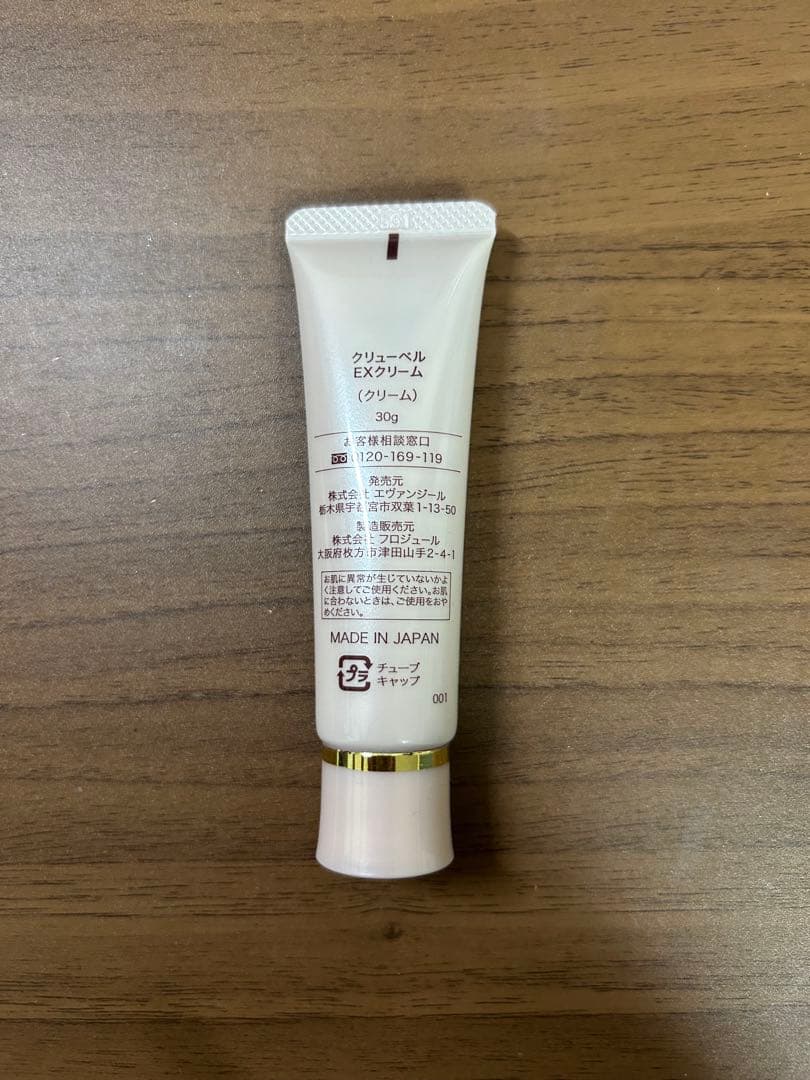 クリューベル
EXクリーム
（クリーム）
30g
お客様相談窓口
0120-169-119
発売元
株式会社 エヴァンジール
栃木県宇都宮市双葉1-13-50
製造販売元
株式会社 フロジュール
大阪府枚方市津田山手2-4-1
お肌に異常が生じていないかよ
く注意してご使用ください。お肌
に合わないときは、ご使用をおや
めください。
MADE IN JAPAN
プラ
チューブ
キャップ
001